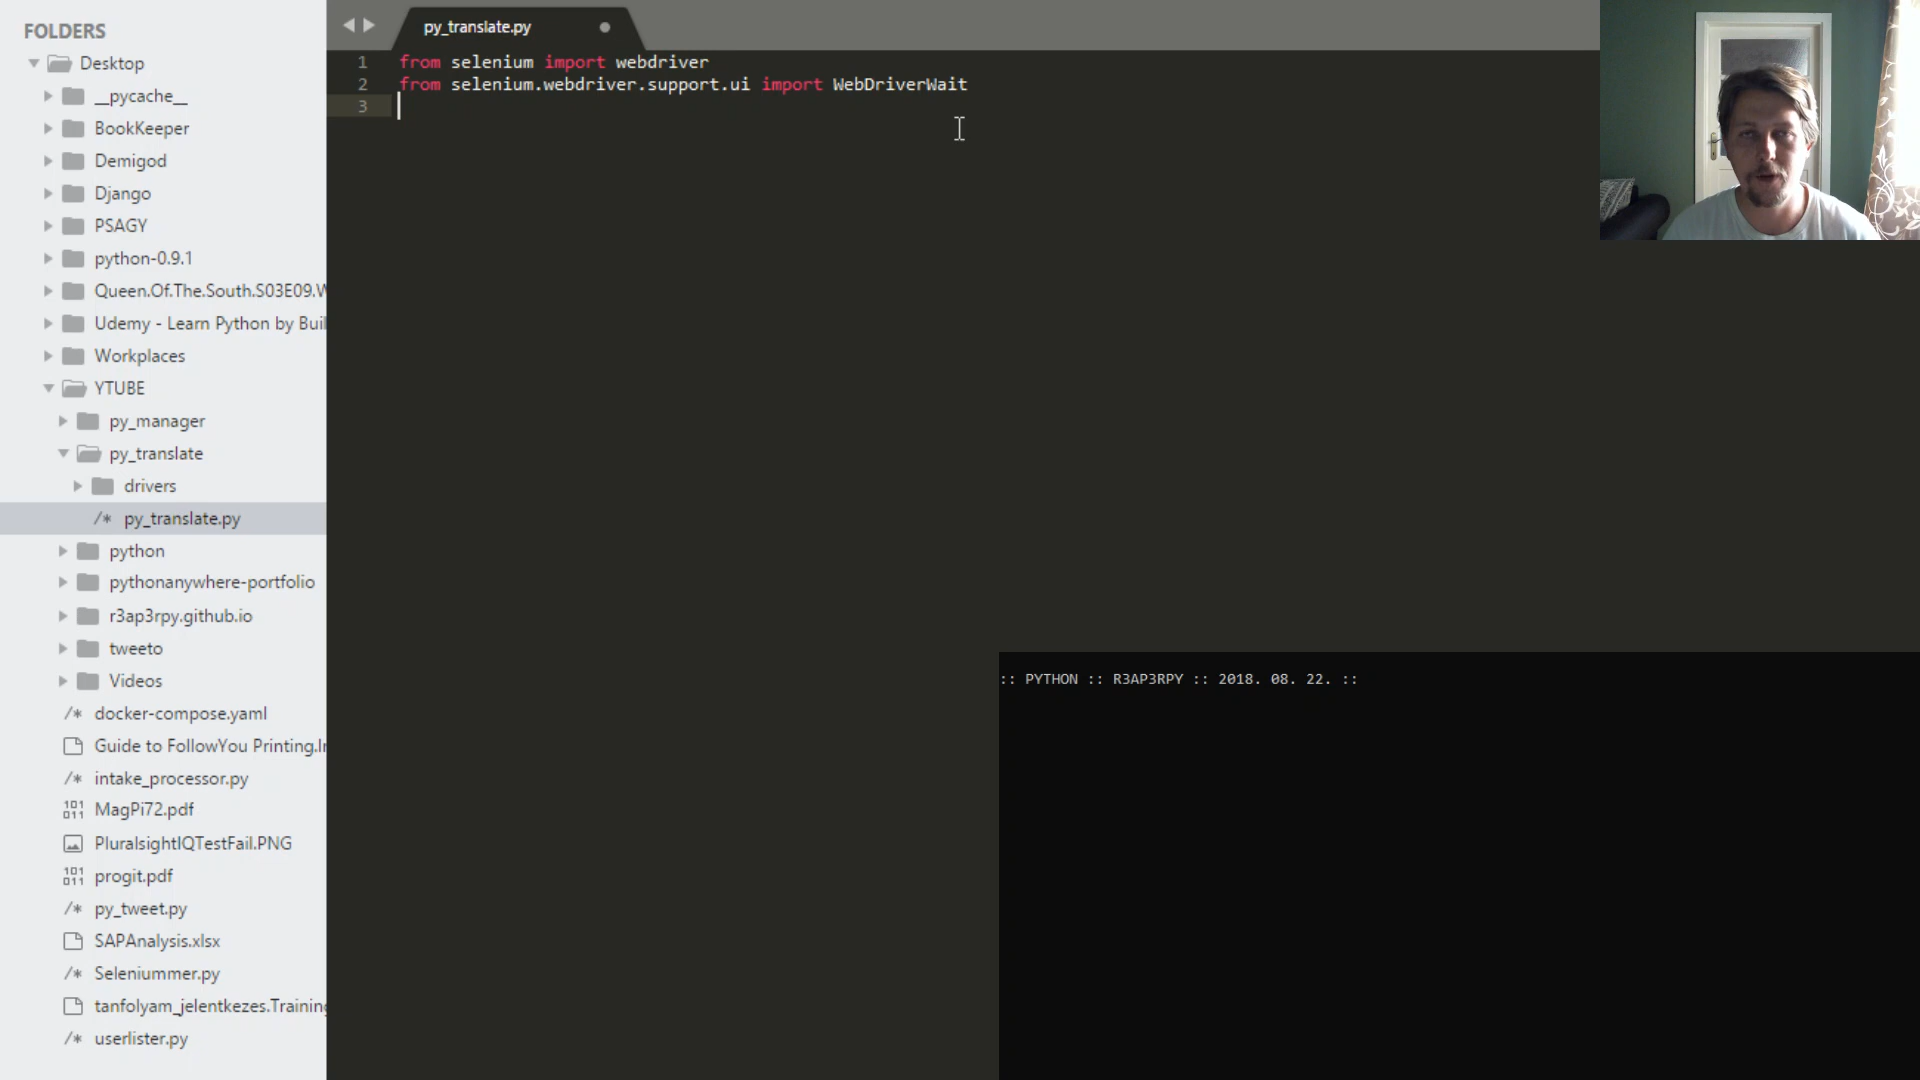 FOLDERS
Desktop
__pycache__
BookKeeper
Demigod
Django
PSAGY
python-0.9.1
Queen.Of.The.South.S03E09.W
Udemy - Learn Python by Buil
Workplaces
YTUBE
py_manager
py_translate
drivers
/* py_translate.py
python
pythonanywhere-portfolio
r3ap3rpy.github.io
tweeto
Videos
/* docker-compose.yaml
Guide to FollowYou Printing.
/* intake_processor.py
MagPi72.pdf
PluralsightIQTestFail.PNG
progit.pdf
/* py_tweet.py
SAPAnalysis.xlsx
/* Seleniummer.py
tanfolyam_jelentkezes.Training
/* userlister.py
py_translate.py
1 from selenium import webdriver
2 from selenium.webdriver.support.ui import WebDriverWait
3
:: PYTHON :: R3AP3RPY :: 2018. 08. 22. ::